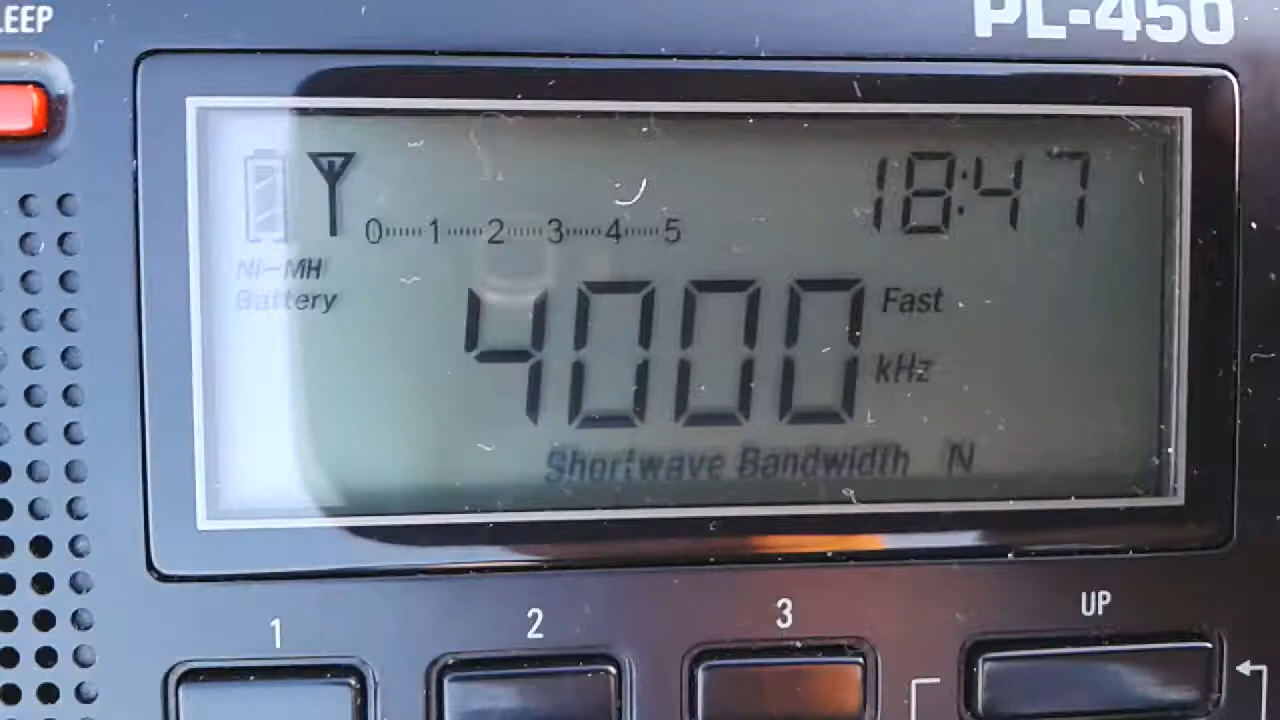 PL-450
18:47
0 1 2 3 4 5
Ni-MH
Battery
4000 Fast
kHz
Shortwave Bandwidth N
1 2 3 UP